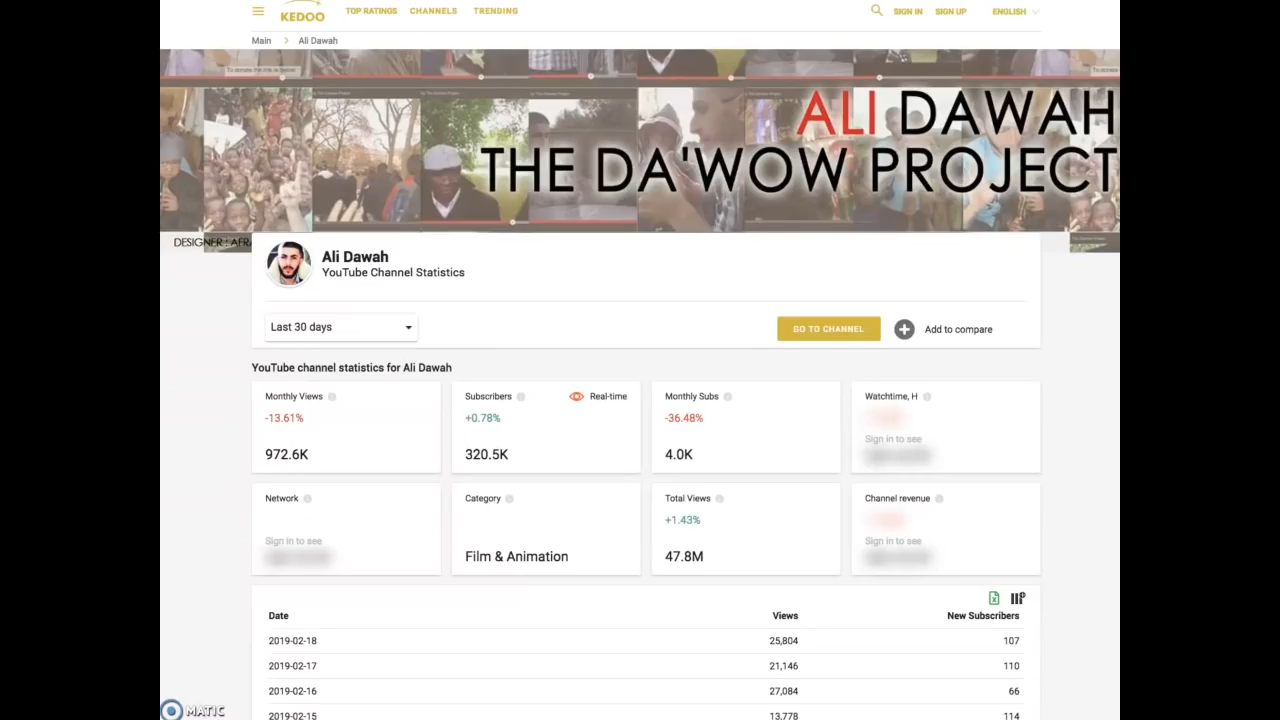 KEDOO
TOP RATINGS CHANNELS TRENDING
SIGN IN SIGN UP ENGLISH
Main > Ali Dawah
ALI DAWAH
THE DA'WOW PROJECT
DESIGNER : AFRA
Ali Dawah
YouTube Channel Statistics
Last 30 days
GO TO CHANNEL
Add to compare
YouTube channel statistics for Ali Dawah
Monthly Views
-13.61%
972.6K
Subscribers Real-time
+0.78%
320.5K
Monthly Subs
-36.48%
4.0K
Watchtime, H
Sign in to see
Network
Sign in to see
Category
Film & Animation
Total Views
+1.43%
47.8M
Channel revenue
Sign in to see
Date Views New Subscribers
2019-02-18 25,804 107
2019-02-17 21,146 110
2019-02-16 27,084 66
2019-02-15 13,778 114
MATIC